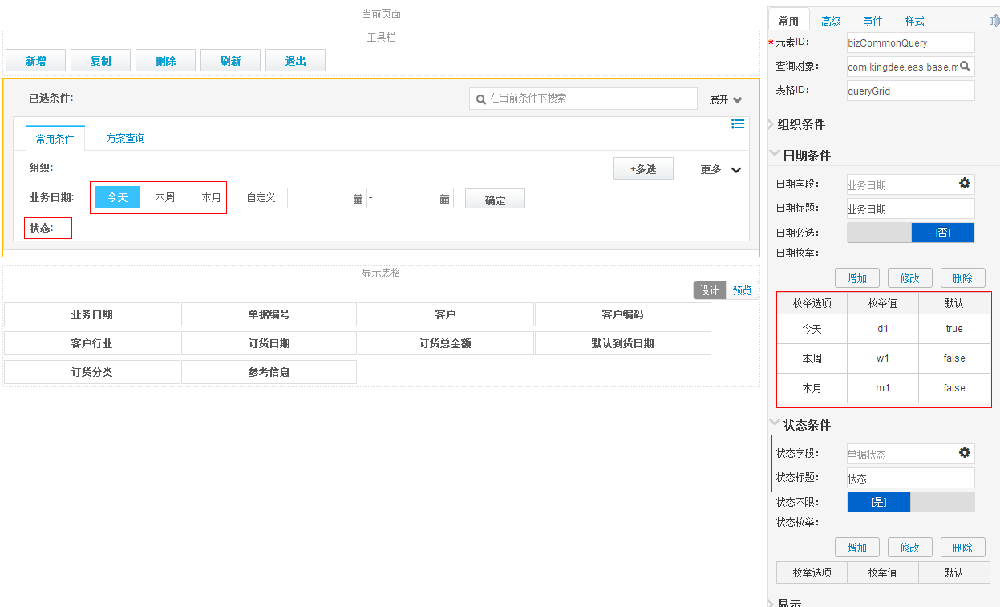 当前页面
工具栏
新增 复制 删除 刷新 退出
已选条件: 在当前条件下搜索 展开
常用条件 方案查询
组织: +多选 更多
业务日期: 今天 本周 本月 自定义: - 确定
状态:
显示表格
设计 预览
业务日期 单据编号 客户 客户编码
客户行业 订货日期 订货总金额 默认到货日期
订货分类 参考信息
常用 高级 事件 样式
*元素ID: bizCommonQuery
查询对象: com.kingdee.eas.base.m
表格ID: queryGrid
组织条件
日期条件
日期字段: 业务日期
日期标题: 业务日期
日期必选: [否]
日期枚举:
增加 修改 删除
枚举选项 枚举值 默认
今天 d1 true
本周 w1 false
本月 m1 false
状态条件
状态字段: 单据状态
状态标题: 状态
状态不限: [是]
状态枚举:
增加 修改 删除
枚举选项 枚举值 默认
显示